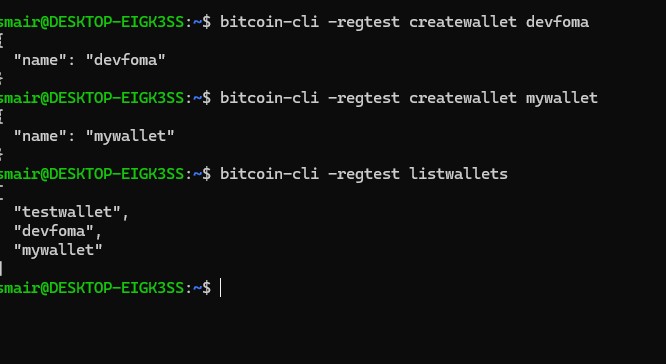 smair@DESKTOP-EIGK3SS:~$ bitcoin-cli -regtest createwallet devfoma
{
  "name": "devfoma"
}
smair@DESKTOP-EIGK3SS:~$ bitcoin-cli -regtest createwallet mywallet
{
  "name": "mywallet"
}
smair@DESKTOP-EIGK3SS:~$ bitcoin-cli -regtest listwallets
[
  "testwallet",
  "devfoma",
  "mywallet"
]
smair@DESKTOP-EIGK3SS:~$